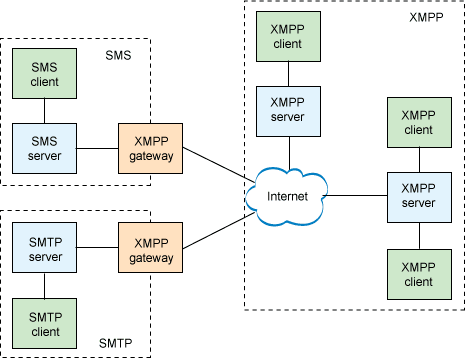 SMS
SMS
client
SMS
server
XMPP
gateway
SMTP
server
XMPP
gateway
SMTP
client
SMTP
XMPP
XMPP
client
XMPP
server
Internet
XMPP
client
XMPP
server
XMPP
client